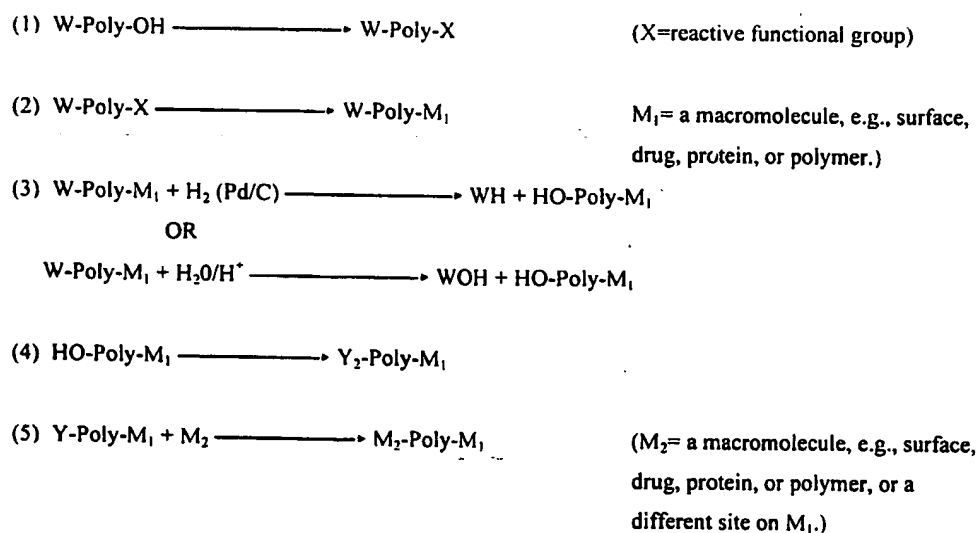 (1) W-Poly-OH ⟶ W-Poly-X (X=reactive functional group)
(2) W-Poly-X ⟶ W-Poly-M₁ M₁= a macromolecule, e.g., surface,
drug, protein, or polymer.)
(3) W-Poly-M₁ + H₂ (Pd/C) ⟶ WH + HO-Poly-M₁
OR
W-Poly-M₁ + H₂0/H⁺ ⟶ WOH + HO-Poly-M₁
(4) HO-Poly-M₁ ⟶ Y₂-Poly-M₁
(5) Y-Poly-M₁ + M₂ ⟶ M₂-Poly-M₁ (M₂= a macromolecule, e.g., surface,
drug, protein, or polymer, or a
different site on M₁.)